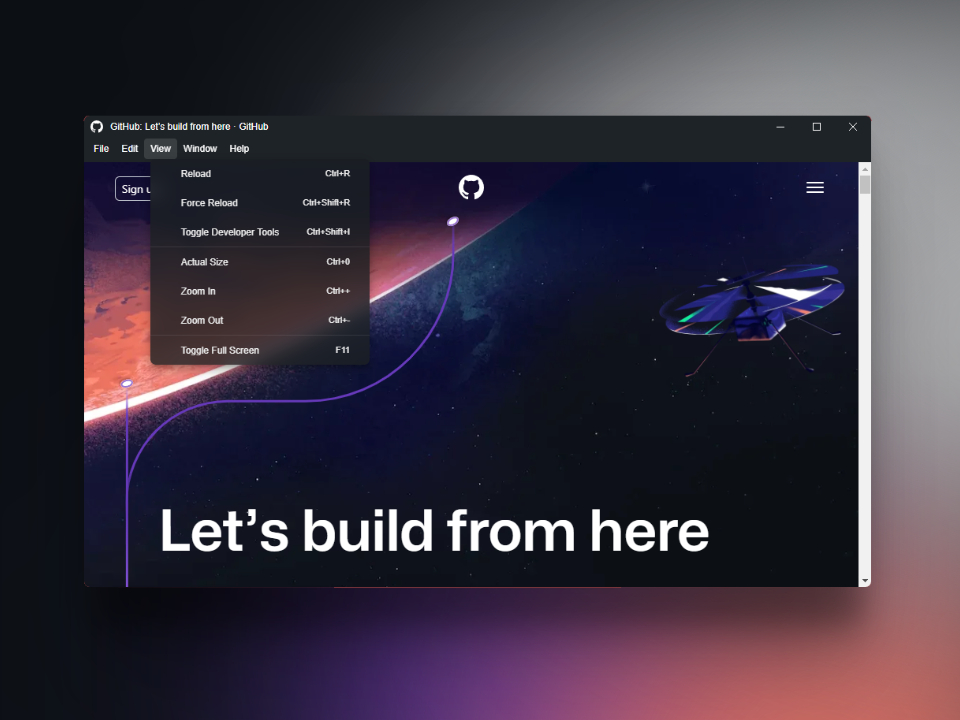 GitHub: Let's build from here · GitHub
File Edit View Window Help
Reload Ctrl+R
Force Reload Ctrl+Shift+R
Toggle Developer Tools Ctrl+Shift+I
Actual Size Ctrl+0
Zoom In Ctrl++
Zoom Out Ctrl+-
Toggle Full Screen F11
Sign
Let's build from here